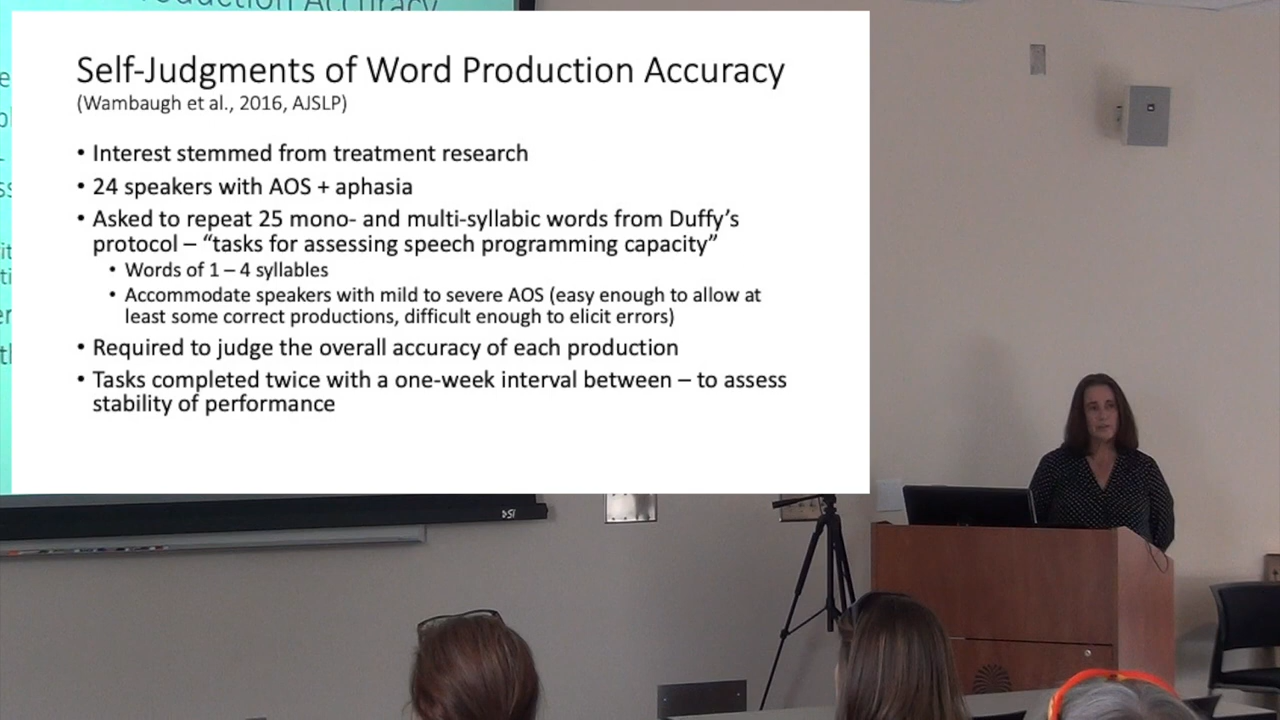 Production Accuracy
Self-Judgments of Word Production Accuracy
(Wambaugh et al., 2016, AJSLP)
• Interest stemmed from treatment research
• 24 speakers with AOS + aphasia
• Asked to repeat 25 mono- and multi-syllabic words from Duffy’s
protocol – “tasks for assessing speech programming capacity”
• Words of 1 – 4 syllables
• Accommodate speakers with mild to severe AOS (easy enough to allow at
least some correct productions, difficult enough to elicit errors)
• Required to judge the overall accuracy of each production
• Tasks completed twice with a one-week interval between – to assess
stability of performance